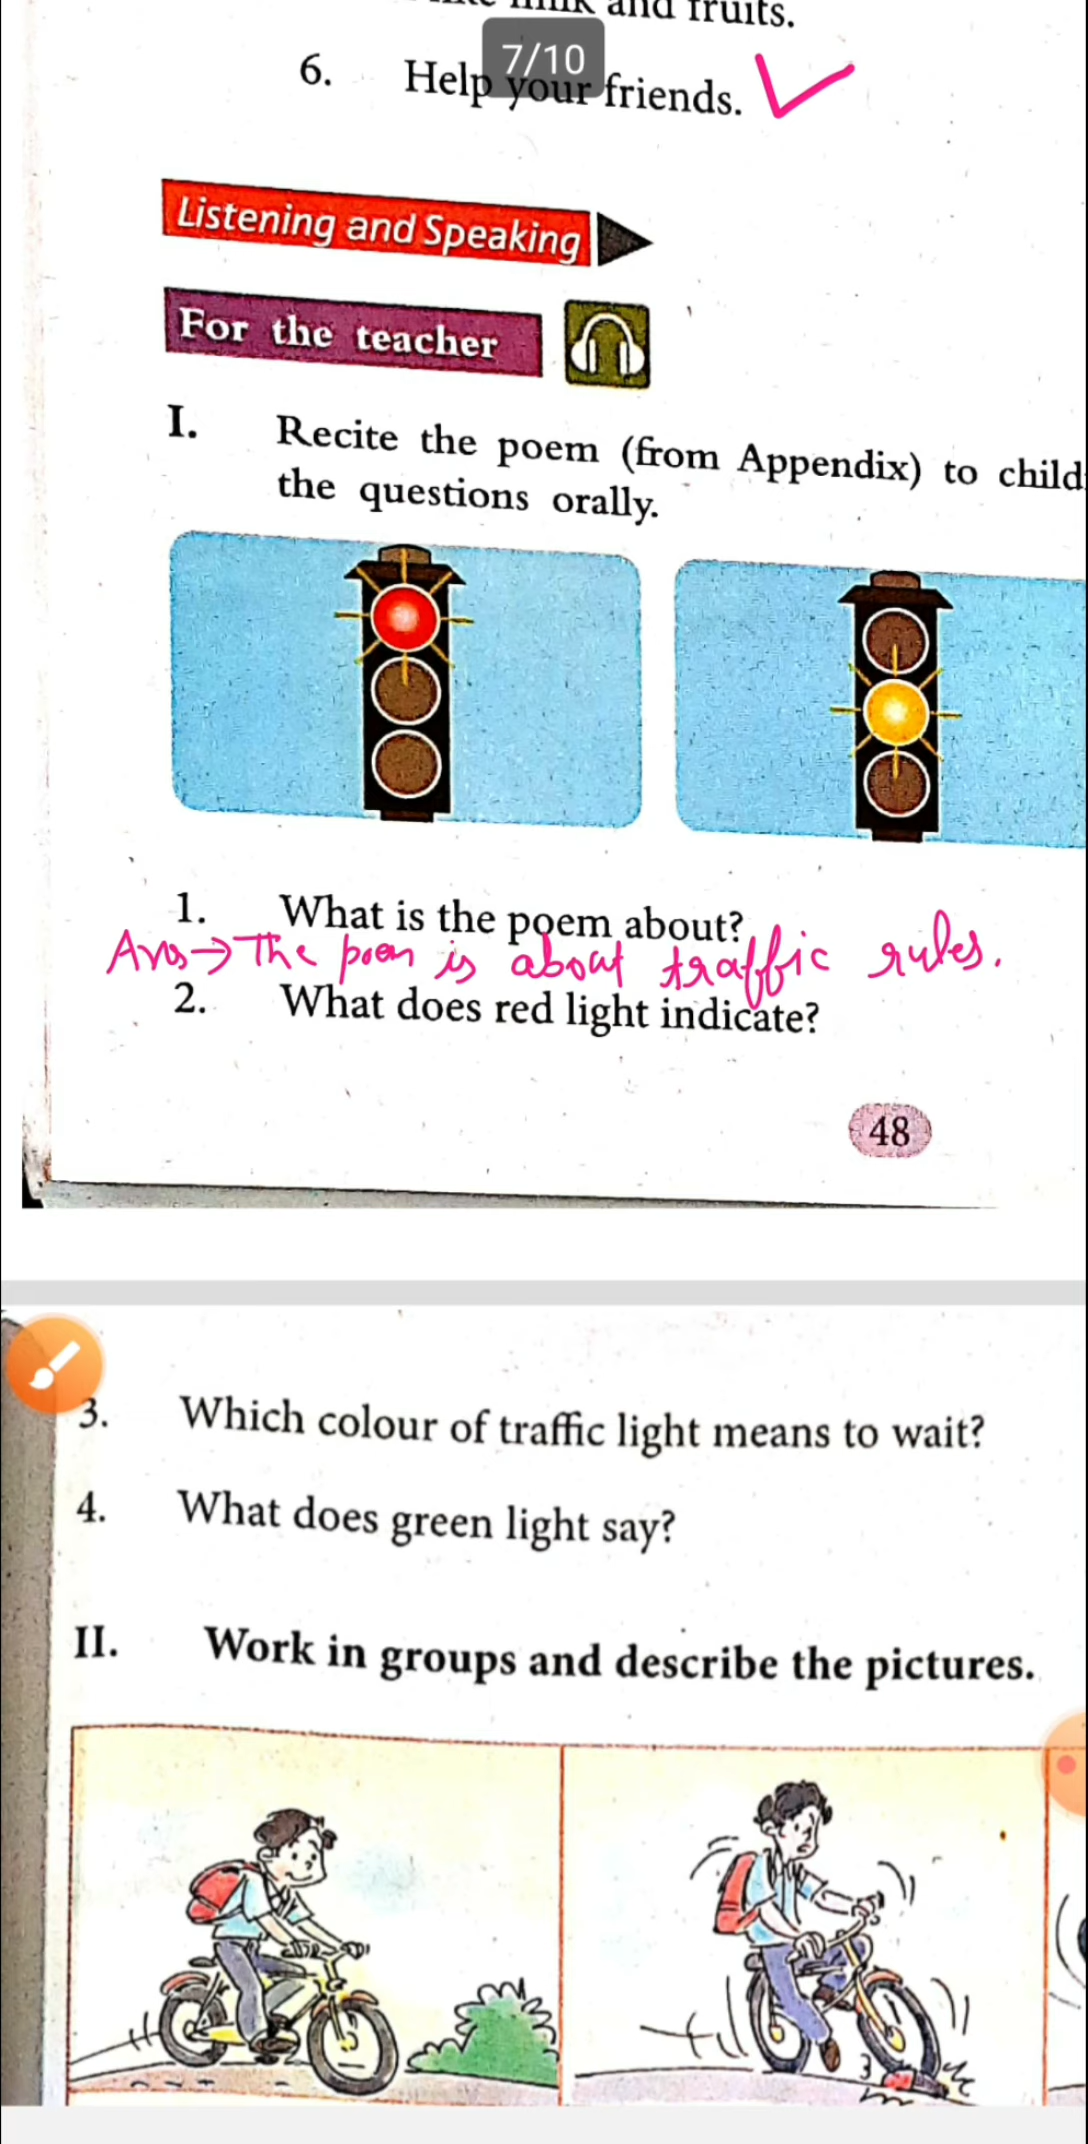 and fruits.
7/10
6. Help your friends.
Listening and Speaking
For the teacher
I. Recite the poem (from Appendix) to child
the questions orally.
1. What is the poem about?
Ans→ The poem is about traffic rules.
2. What does red light indicate?
48
3. Which colour of traffic light means to wait?
4. What does green light say?
II. Work in groups and describe the pictures.